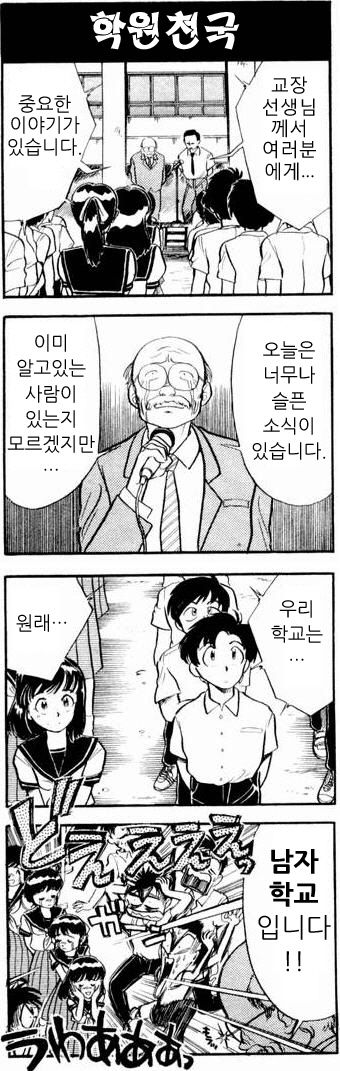 학원천국
교장
선생님
께서
여러분
에게...
중요한
이야기가
있습니다.
오늘은
너무나
슬픈
소식이
있습니다.
이미
알고있는
사람이
있는지
모르겠지만
...
우리
학교는
...
원래...
남자
학교
입니다
!!
どえええぇっ
うわあああっ